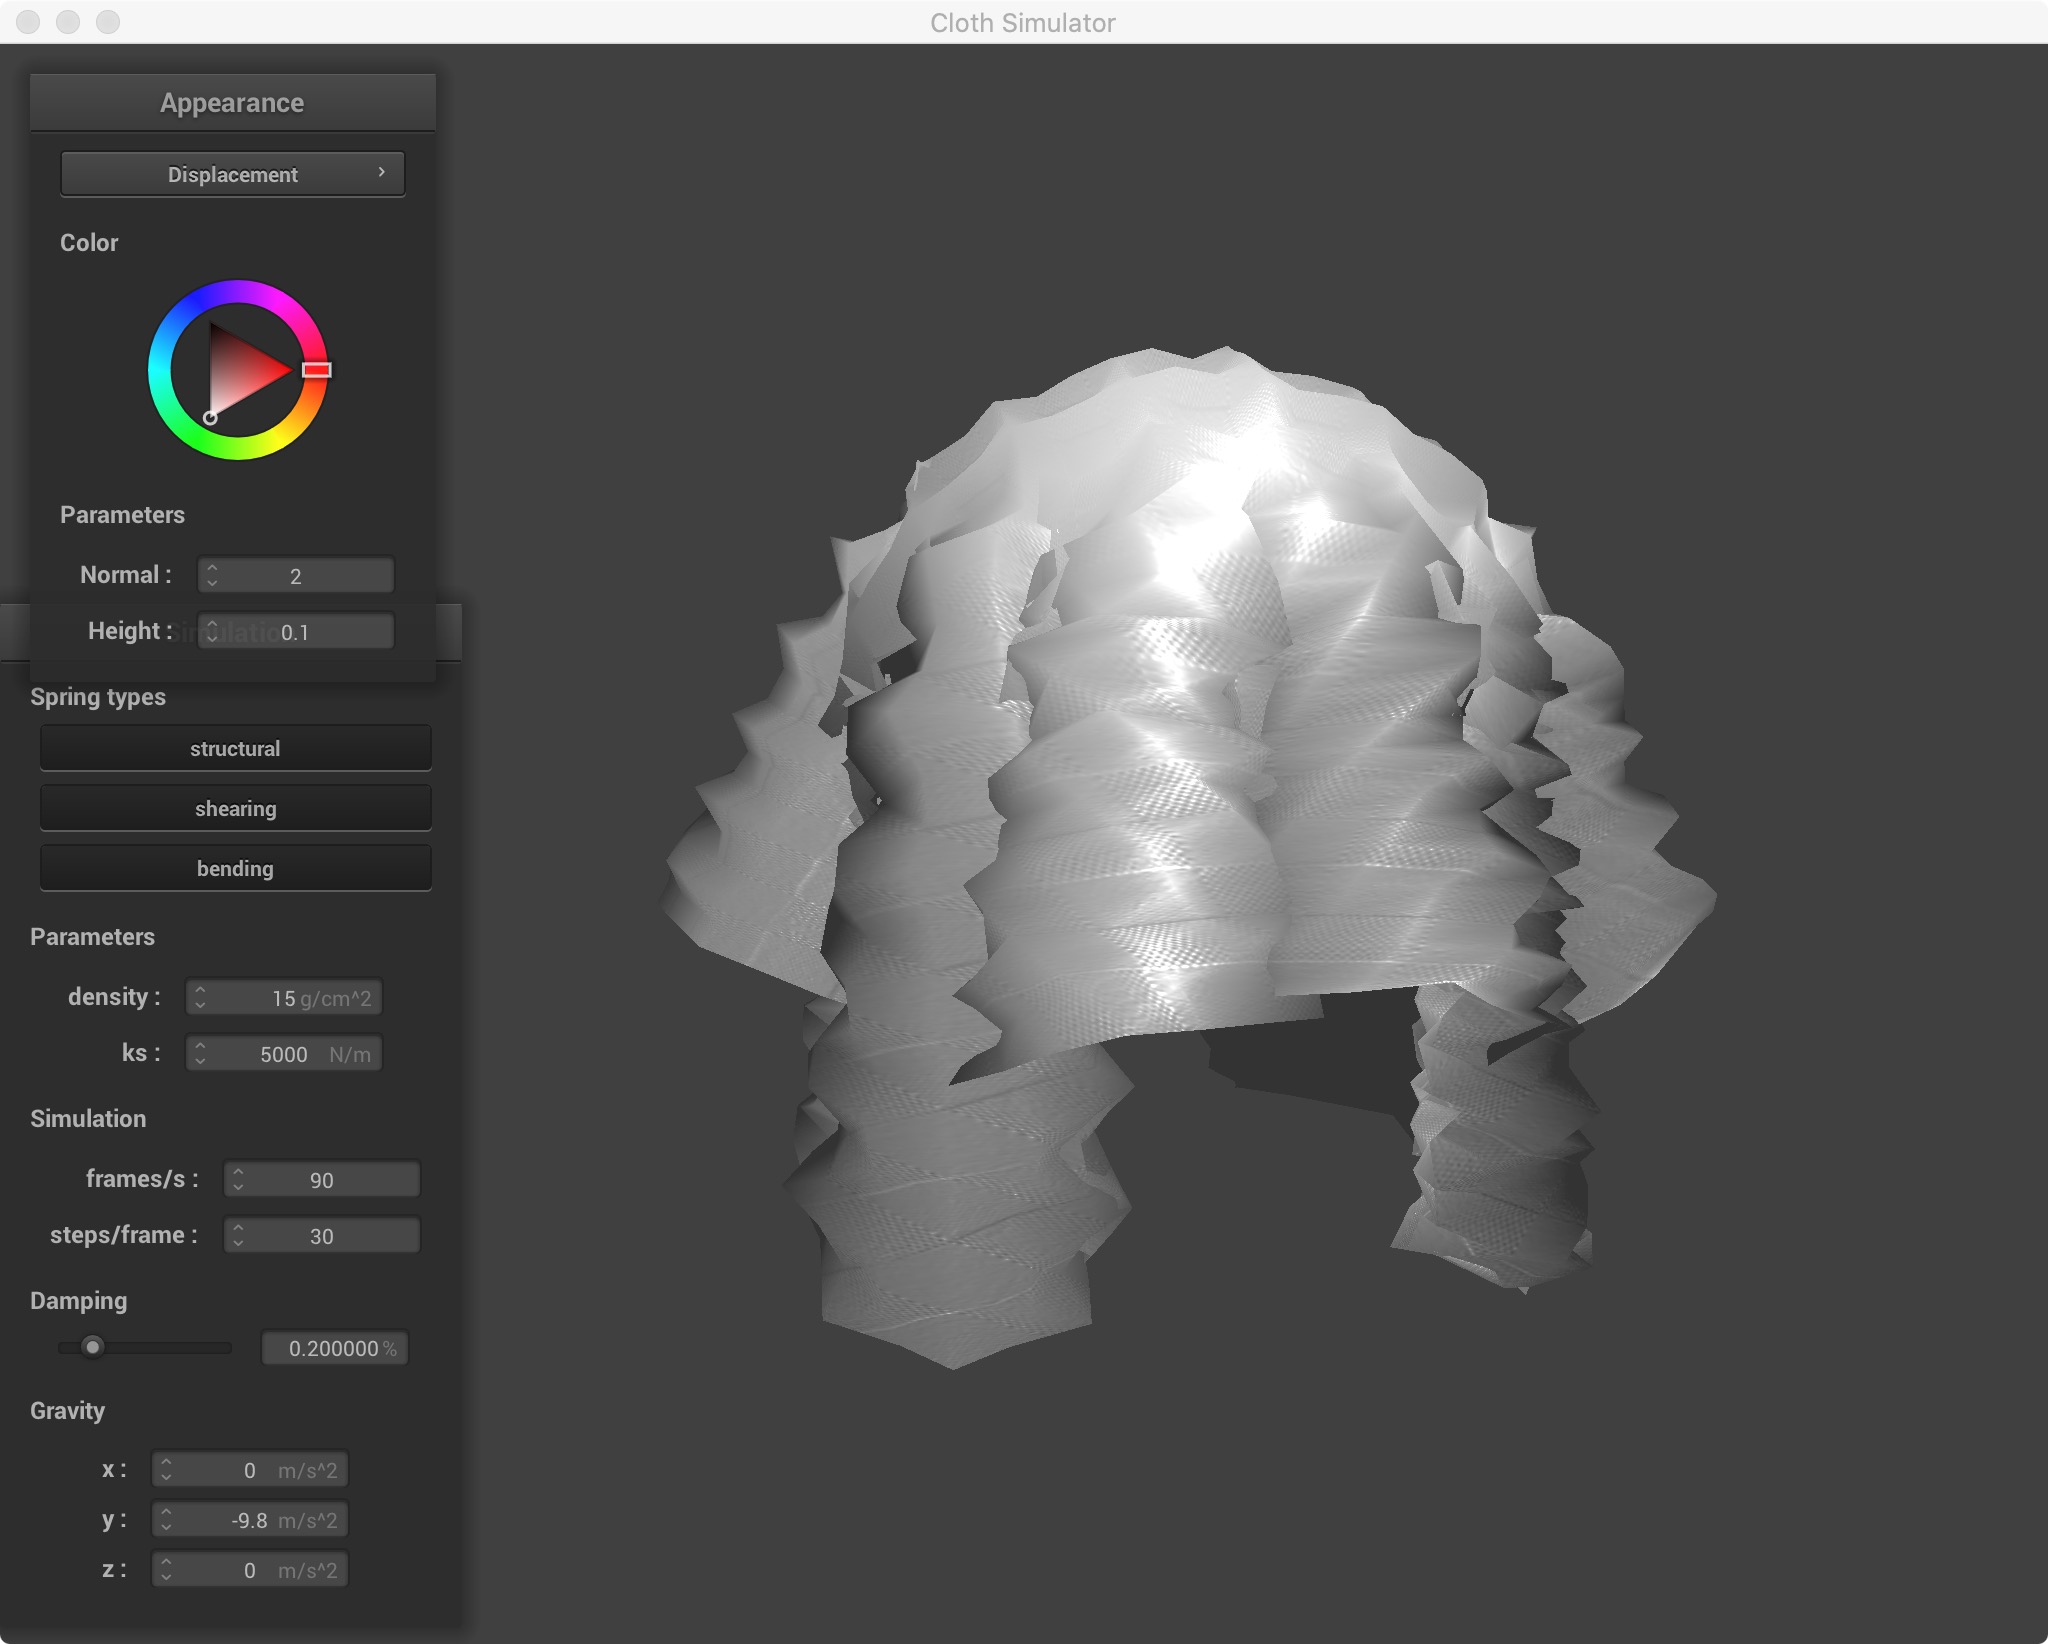 Cloth Simulator
Appearance
Displacement
Color
Parameters
Normal : 2
Height : 0.1
Simulation
Spring types
structural
shearing
bending
Parameters
density : 15 g/cm^2
ks : 5000 N/m
Simulation
frames/s : 90
steps/frame : 30
Damping
0.200000 %
Gravity
x : 0 m/s^2
y : -9.8 m/s^2
z : 0 m/s^2